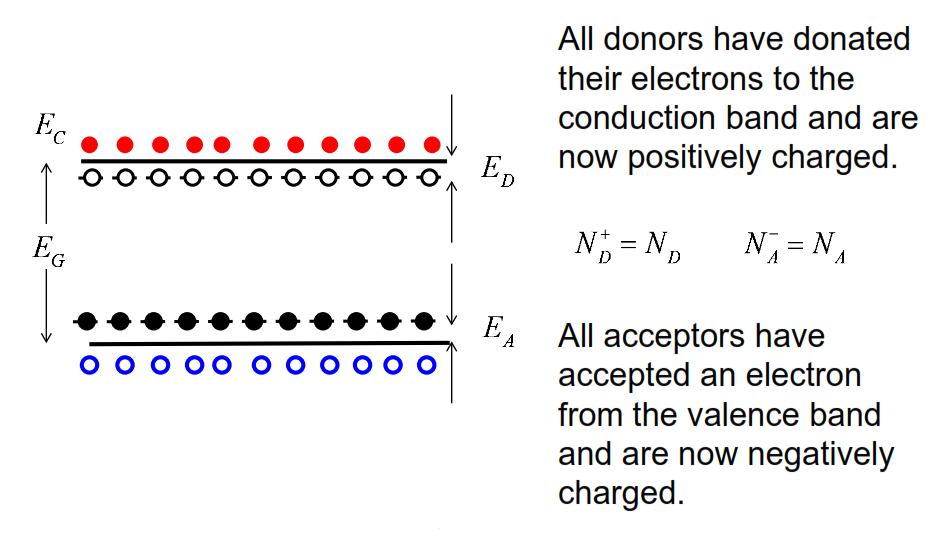 All donors have donated
their electrons to the
conduction band and are
now positively charged.
E_C
E_D
E_G
N_D^+ = N_D N_A^- = N_A
E_A
All acceptors have
accepted an electron
from the valence band
and are now negatively
charged.